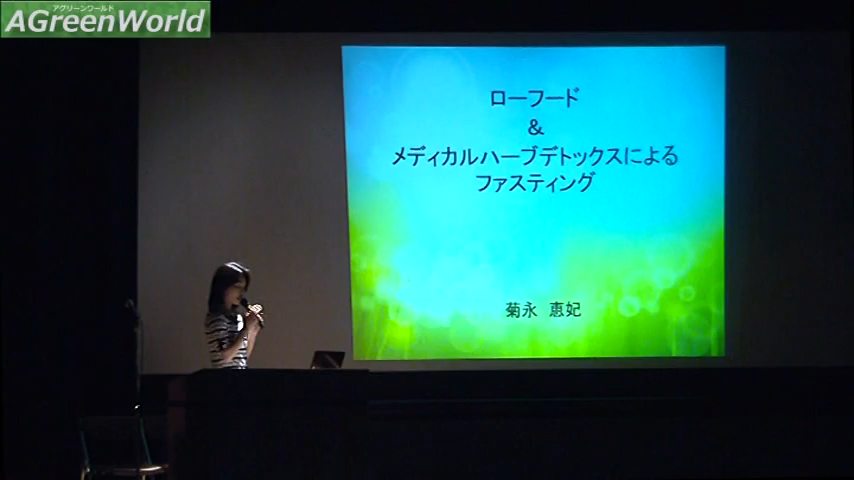 アグリーンワールド
AGreenWorld
ローフード
&
メディカルハーブデトックスによる
ファスティング
菊永 恵妃